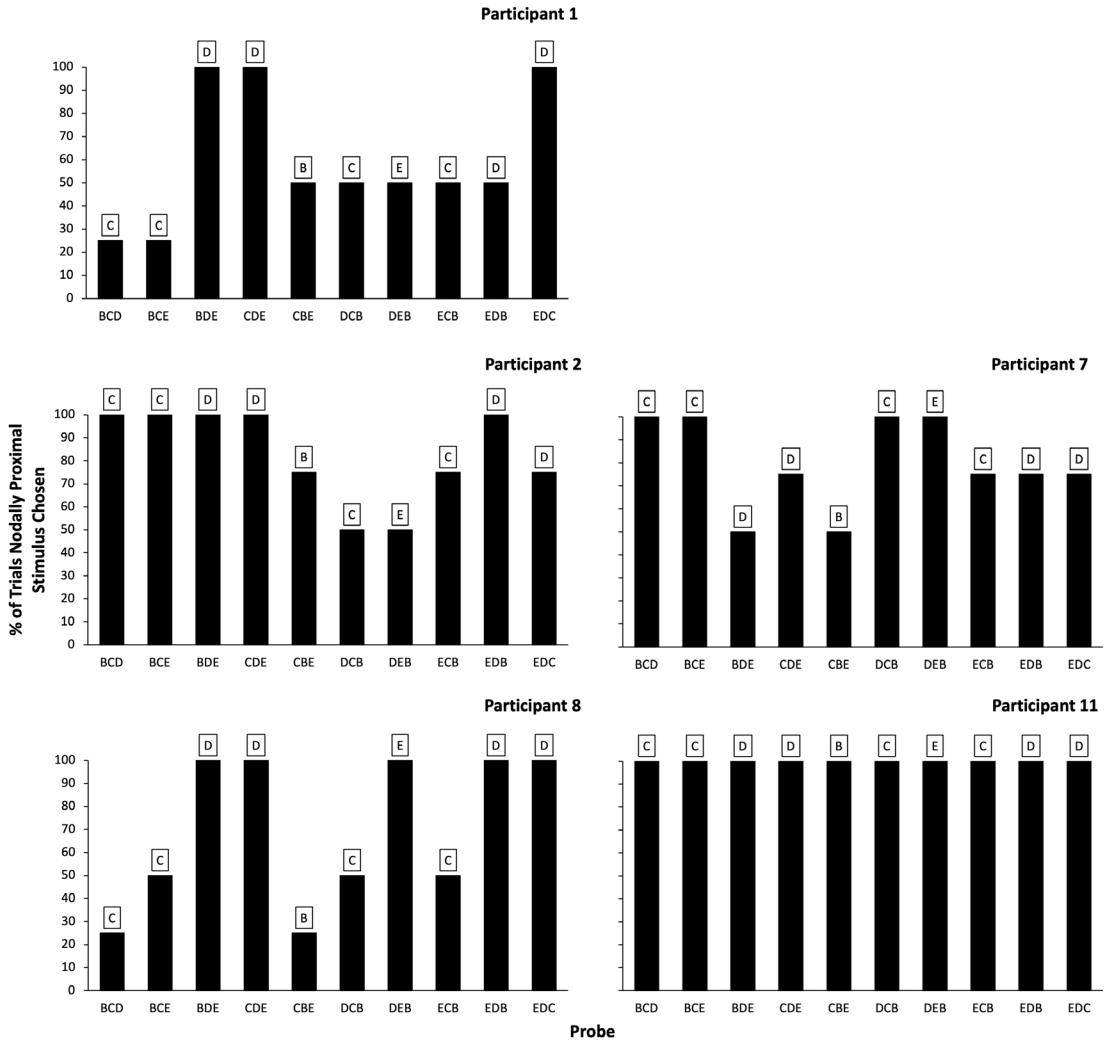 Participant 1
D D D
100
90
80
70
60
50
40
30
20
10
0
B C E C D
C C
BCD BCE BDE CDE CBE DCB DEB ECB EDB EDC
% of Trials Nodally Proximal
Stimulus Chosen
Participant 2
C C D D D
100
90
80
70
60
50
40
30
20
10
0
B C D
C E
BCD BCE BDE CDE CBE DCB DEB ECB EDB EDC
Participant 7
C C C E
D C D D
D B
BCD BCE BDE CDE CBE DCB DEB ECB EDB EDC
Participant 8
D D E D D
100
90
80
70
60
50
40
30
20
10
0
C C C
C B
BCD BCE BDE CDE CBE DCB DEB ECB EDB EDC
Participant 11
C C D D B C E C D D
BCD BCE BDE CDE CBE DCB DEB ECB EDB EDC
Probe